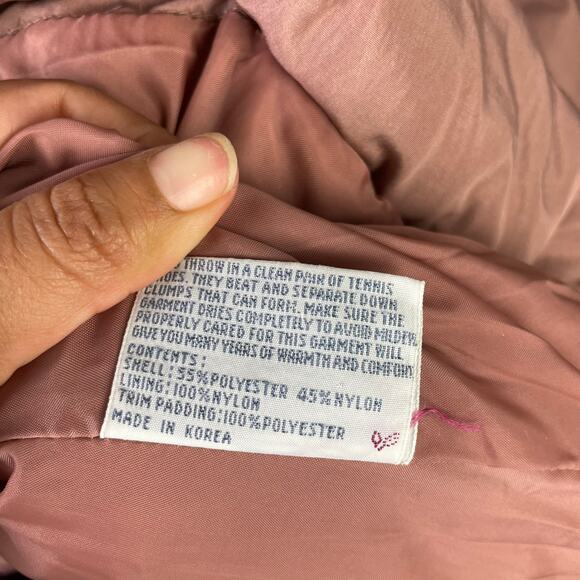 THROW IN A CLEAN PAIR OF TENNIS
SHOES. THEY BEAT AND SEPARATE DOWN
CLUMPS THAT CAN FORM. MAKE SURE THE
GARMENT DRIES COMPLETELY TO AVOID MILDEW.
PROPERLY CARED FOR THIS GARMENT WILL
GIVE YOU MANY YEARS OF WARMTH AND COMFORT
CONTENTS:
SHELL:55%POLYESTER 45%NYLON
LINING:100%NYLON
TRIM PADDING:100%POLYESTER
MADE IN KOREA